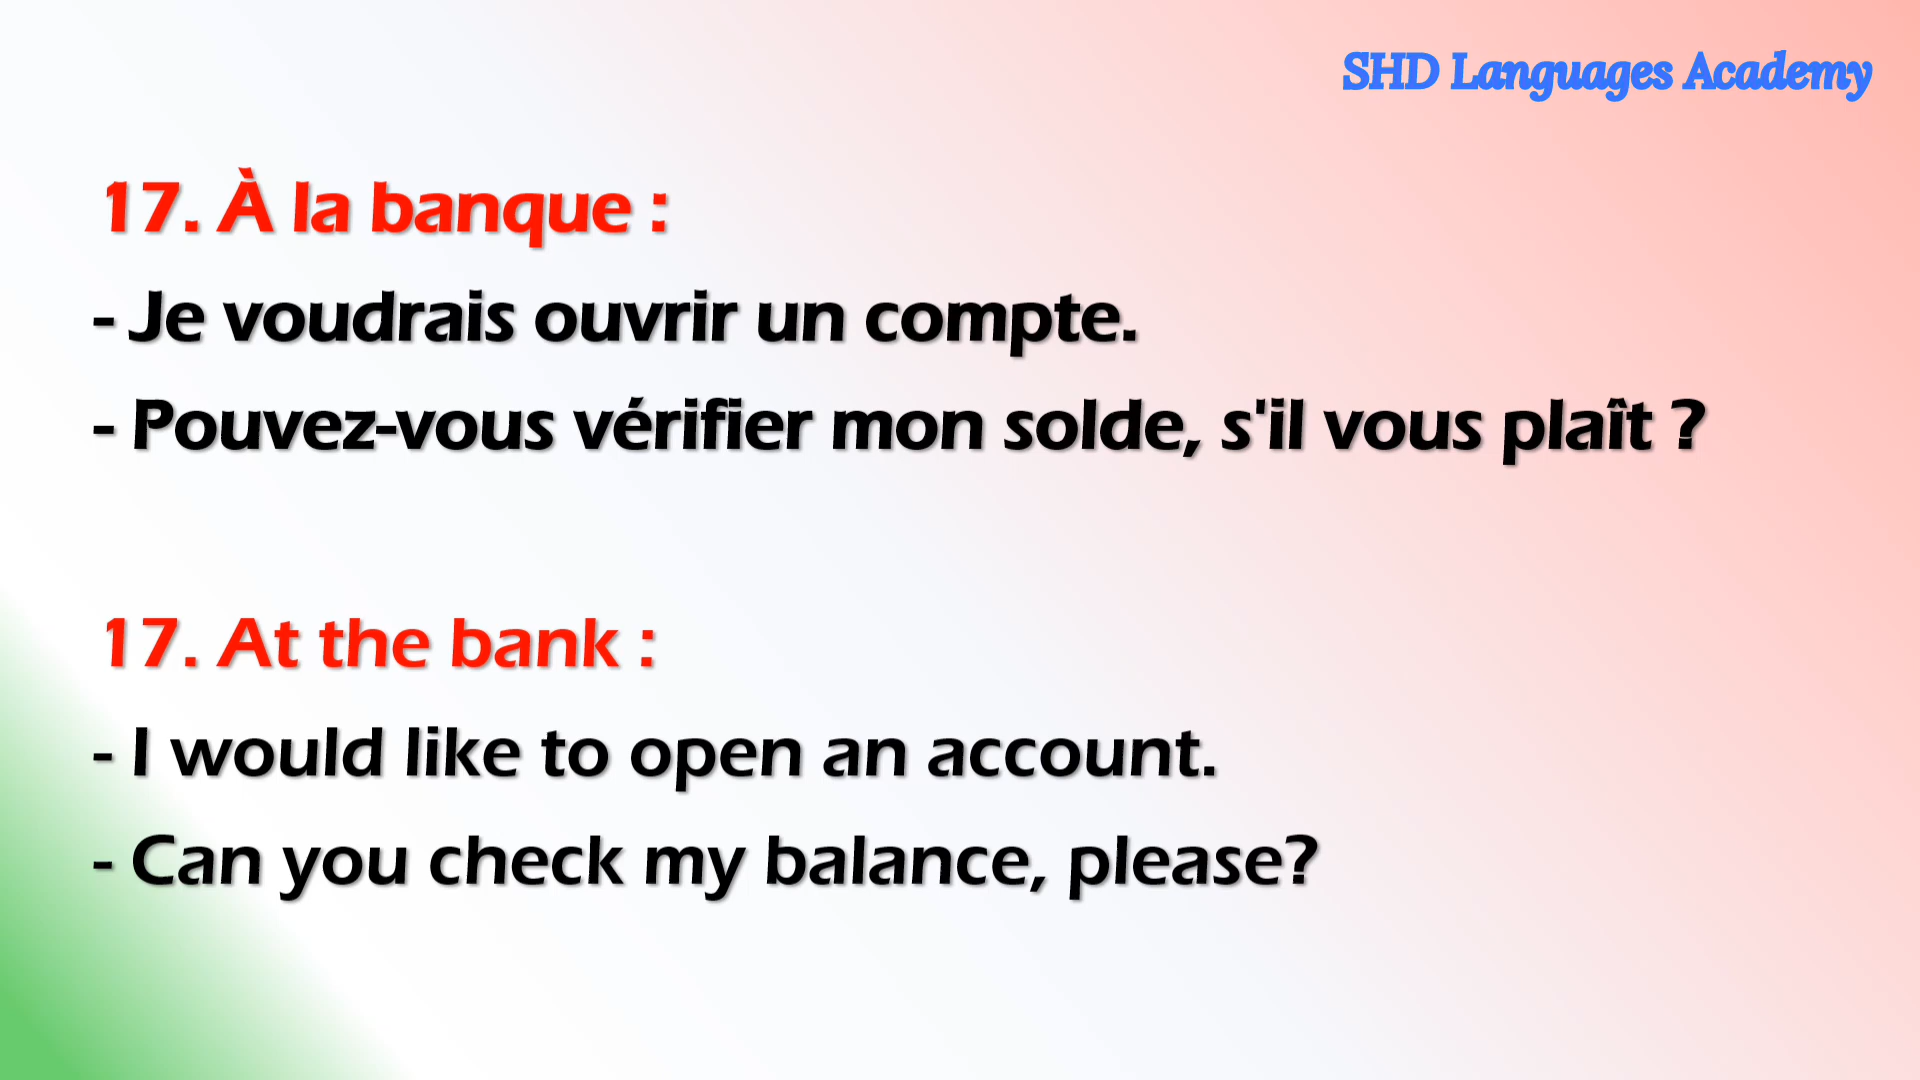 SHD Languages Academy
17. À la banque :
- Je voudrais ouvrir un compte.
- Pouvez-vous vérifier mon solde, s'il vous plaît ?
17. At the bank :
- I would like to open an account.
- Can you check my balance, please?